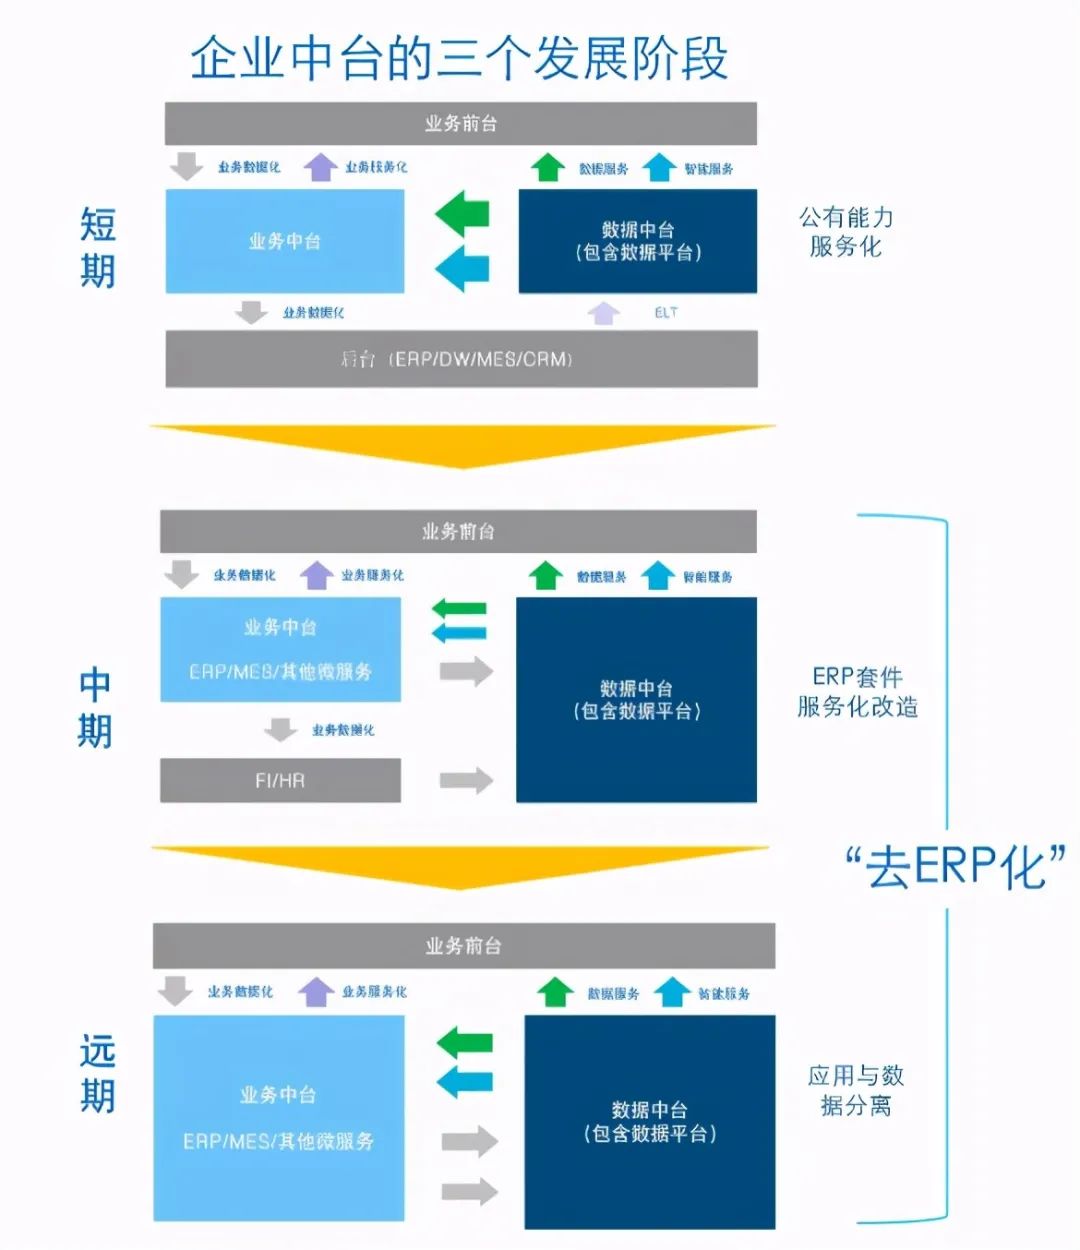 企业中台的三个发展阶段
业务前台
业务数据化
业务服务化
数据服务
智能服务
短期
业务中台
数据中台
(包含数据平台)
公有能力
服务化
业务数据化
ELT
后台（ERP/DW/MES/CRM）
业务前台
业务数据化
业务服务化
数据服务
智能服务
中期
业务中台
ERP/MES/其他微服务
数据中台
(包含数据平台)
ERP套件
服务化改造
业务数据化
FI/HR
“去ERP化”
业务前台
业务数据化
业务服务化
数据服务
智能服务
远期
业务中台
ERP/MES/其他微服务
数据中台
(包含数据平台)
应用与数
据分离